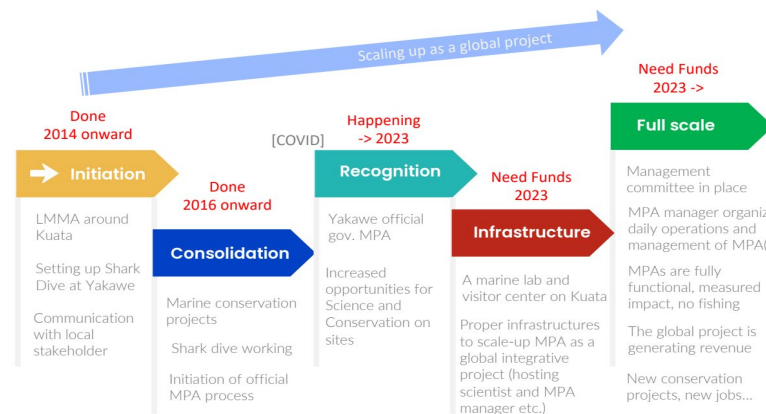 Scaling up as a global project
Done
2014 onward
Initiation
LMMA around
Kuata
Setting up Shark
Dive at Yakawe
Communication
with local
stakeholder
Done
2016 onward
Consolidation
Marine conservation
projects
Shark dive working
Initiation of official
MPA process
[COVID]
Happening
-> 2023
Recognition
Yakawe official
gov. MPA
Increased
opportunities for
Science and
Conservation on
sites
Need Funds
2023
Infrastructure
A marine lab and
visitor center on Kuata
Proper infrastructures
to scale-up MPA as a
global integrative
project (hosting
scientist and MPA
manager etc.)
Need Funds
2023 ->
Full scale
Management
committee in place
MPA manager
daily operations and
management of
MPAs are fully
functional, measured
impact, no fishing
The global project is
generating revenue
New conservation
projects, new jobs...